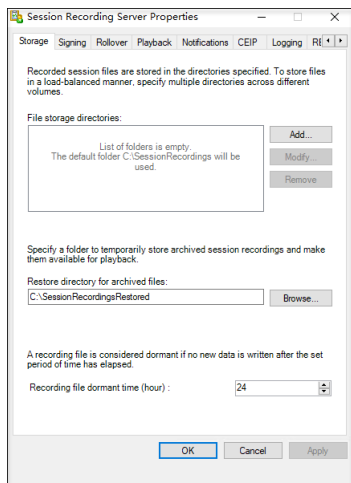 Session Recording Server Properties
Storage Signing Rollover Playback Notifications CEIP Logging
Recorded session files are stored in the directories specified. To store files
in a load-balanced manner, specify multiple directories across different
volumes.
File storage directories:
List of folders is empty.
The default folder C:\SessionRecordings will be
used.
Add...
Modify...
Remove
Specify a folder to temporarily store archived session recordings and make
them available for playback.
Restore directory for archived files:
C:\SessionRecordingsRestored
Browse...
A recording file is considered dormant if no new data is written after the set
period of time has elapsed.
Recording file dormant time (hour) :
24
OK Cancel Apply